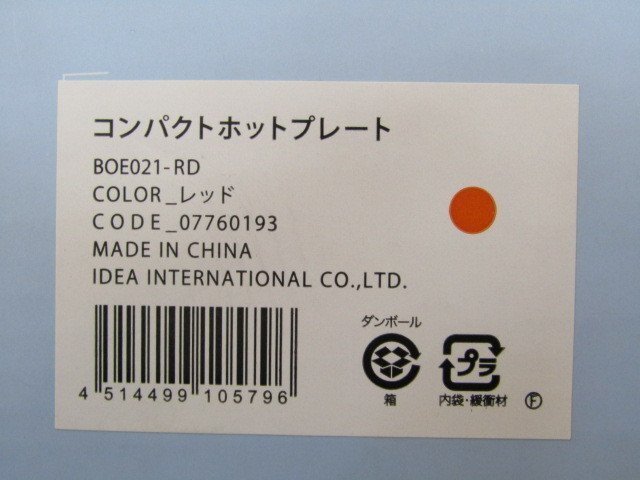 コンパクトホットプレート
BOE021-RD
COLOR_レッド
CODE_07760193
MADE IN CHINA
IDEA INTERNATIONAL CO.,LTD.
4 514499 105796
ダンボール
箱
プラ
内袋・緩衝材
F